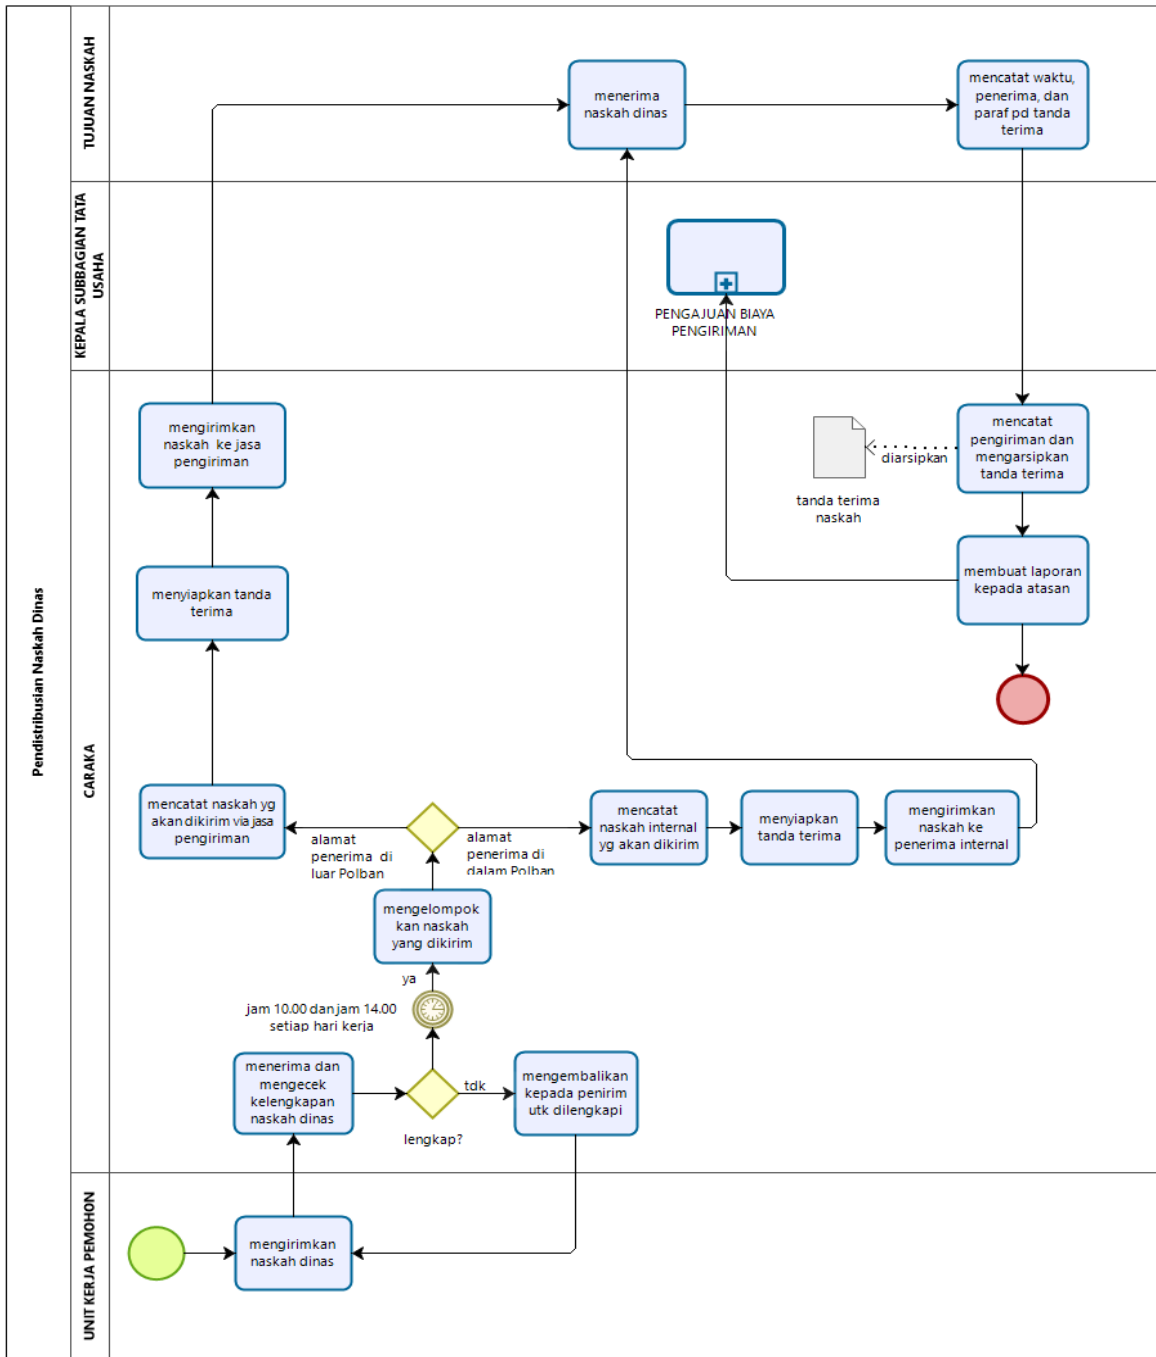 Pendistribusian Naskah Dinas
TUJUAN NASKAH
menerima
naskah dinas
mencatat waktu,
penerima, dan
paraf pd tanda
terima
KEPALA SUBBAGIAN TATA
USAHA
PENGAJUAN BIAYA
PENGIRIMAN
CARAKA
mengirimkan
naskah ke jasa
pengiriman
mencatat
pengiriman dan
mengarsipkan
tanda terima
diarsipkan
tanda terima
naskah
menyiapkan tanda
terima
membuat laporan
kepada atasan
mencatat naskah yg
akan dikirim via jasa
pengiriman
alamat
penerima di
luar Polban
alamat
penerima di
dalam Polban
mencatat
naskah internal
yg akan dikirim
menyiapkan
tanda terima
mengirimkan
naskah ke
penerima internal
mengelompok
kan naskah
yang dikirim
ya
jam 10.00 dan jam 14.00
setiap hari kerja
menerima dan
mengecek
kelengkapan
naskah dinas
lengkap?
tdk
mengembalikan
kepada penirim
utk dilengkapi
UNIT KERJA PEMOHON
mengirimkan
naskah dinas